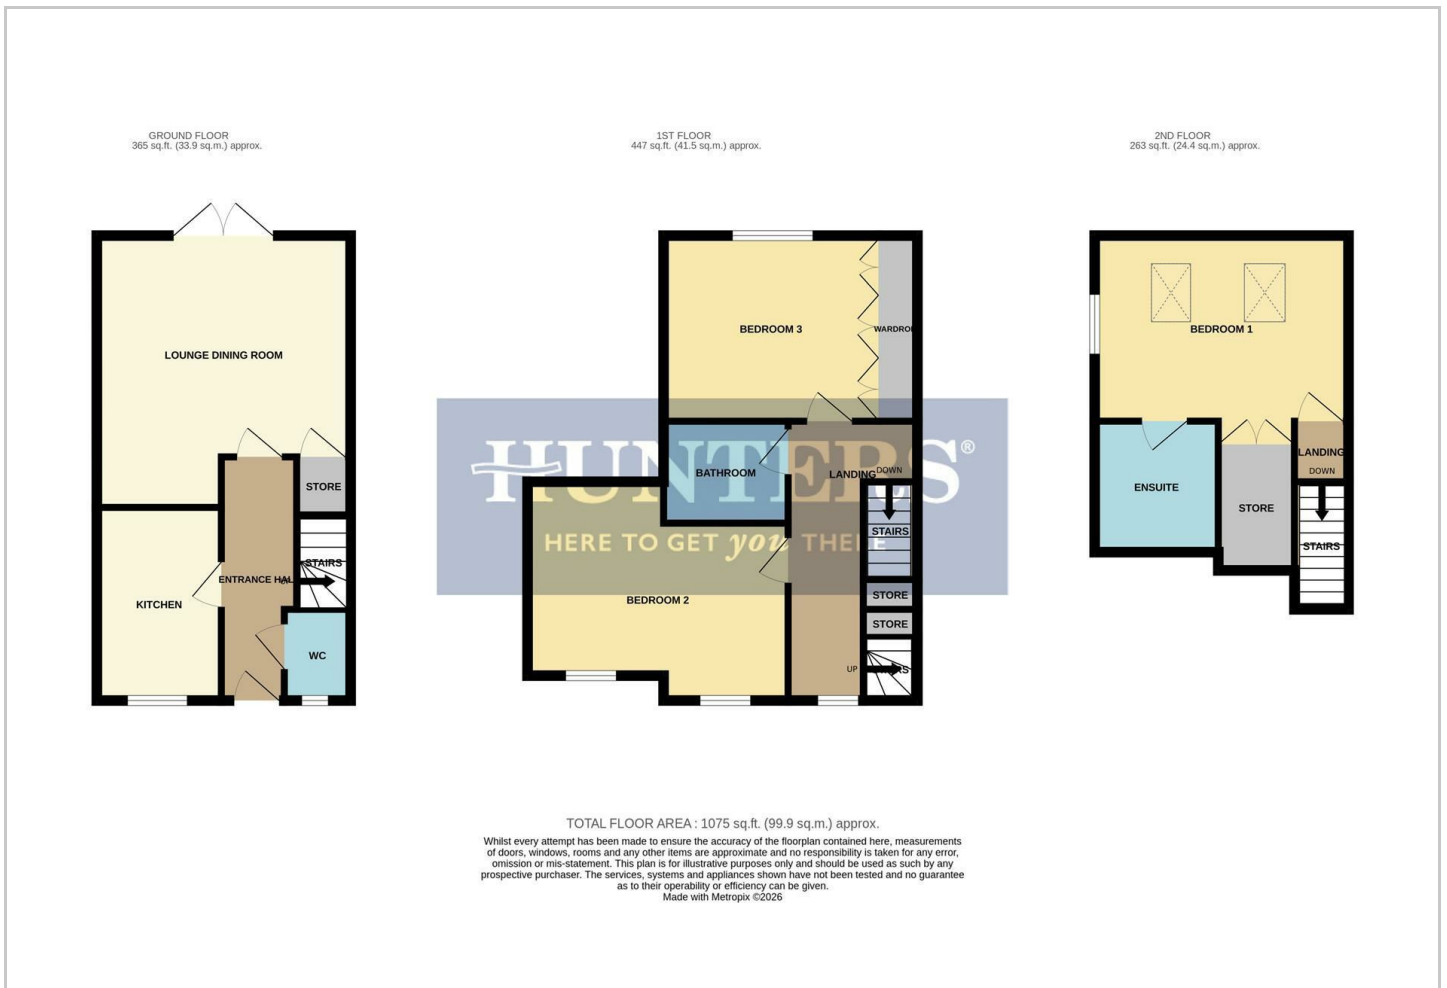 GROUND FLOOR
365 sq.ft. (33.9 sq.m.) approx.
LOUNGE DINING ROOM
STORE
STAIRS
ENTRANCE HAL
KITCHEN
WC
1ST FLOOR
447 sq.ft. (41.5 sq.m.) approx.
BEDROOM 3
WARDRO
BATHROOM
LANDING
DOWN
STAIRS
STORE
BEDROOM 2
STORE
UP
HUNTERS®
HERE TO GET you THERE
2ND FLOOR
263 sq.ft. (24.4 sq.m.) approx.
BEDROOM 1
LANDING
DOWN
ENSUITE
STORE
STAIRS
TOTAL FLOOR AREA : 1075 sq.ft. (99.9 sq.m.) approx.
Whilst every attempt has been made to ensure the accuracy of the floorplan contained here, measurements
of doors, windows, rooms and any other items are approximate and no responsibility is taken for any error,
omission or mis-statement. This plan is for illustrative purposes only and should be used as such by any
prospective purchaser. The services, systems and appliances shown have not been tested and no guarantee
as to their operability or efficiency can be given.
Made with Metropix ©2026